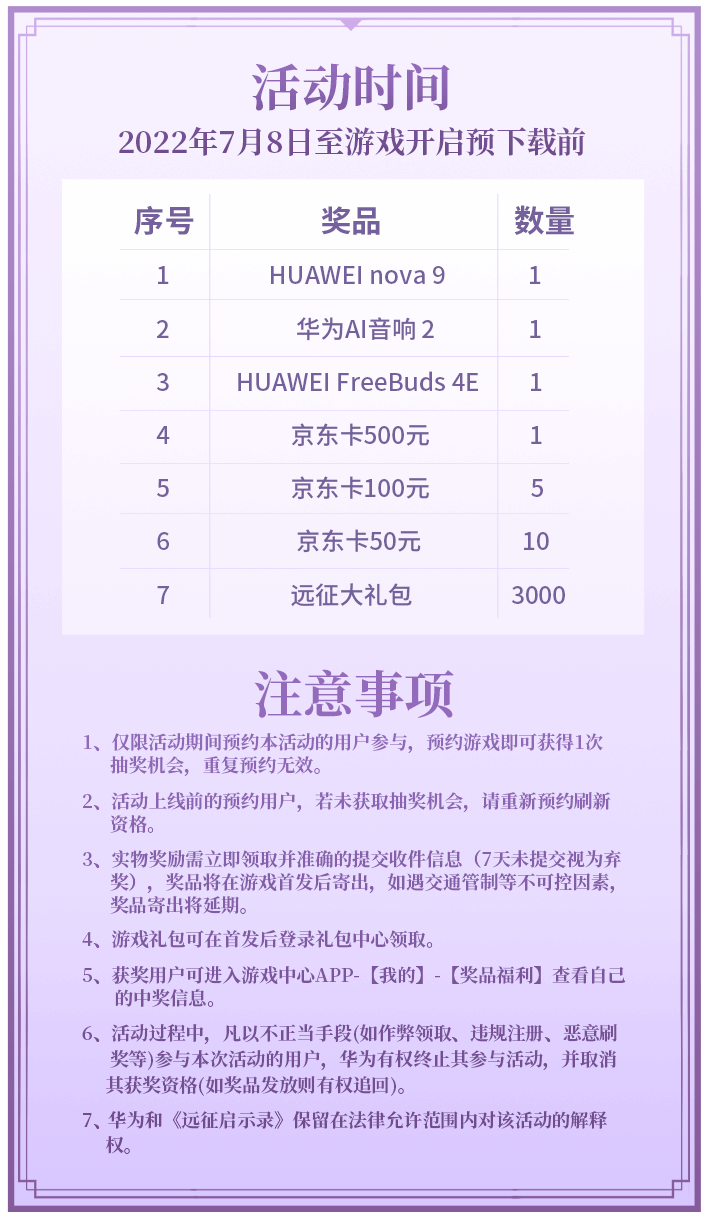 活动时间
2022年7月8日至游戏开启预下载前
序号 奖品 数量
1 HUAWEI nova 9 1
2 华为AI音响 2 1
3 HUAWEI FreeBuds 4E 1
4 京东卡500元 1
5 京东卡100元 5
6 京东卡50元 10
7 远征大礼包 3000
注意事项
1、仅限活动期间预约本活动的用户参与，预约游戏即可获得1次
抽奖机会，重复预约无效。
2、活动上线前的预约用户，若未获取抽奖机会，请重新预约刷新
资格。
3、实物奖励需立即领取并准确的提交收件信息（7天未提交视为弃
奖），奖品将在游戏首发后寄出，如遇交通管制等不可控因素，
奖品寄出将延期。
4、游戏礼包可在首发后登录礼包中心领取。
5、获奖用户可进入游戏中心APP-【我的】-【奖品福利】查看自己
的中奖信息。
6、活动过程中，凡以不正当手段(如作弊领取、违规注册、恶意刷
奖等)参与本次活动的用户，华为有权终止其参与活动，并取消
其获奖资格(如奖品发放则有权追回)。
7、华为和《远征启示录》保留在法律允许范围内对该活动的解释
权。